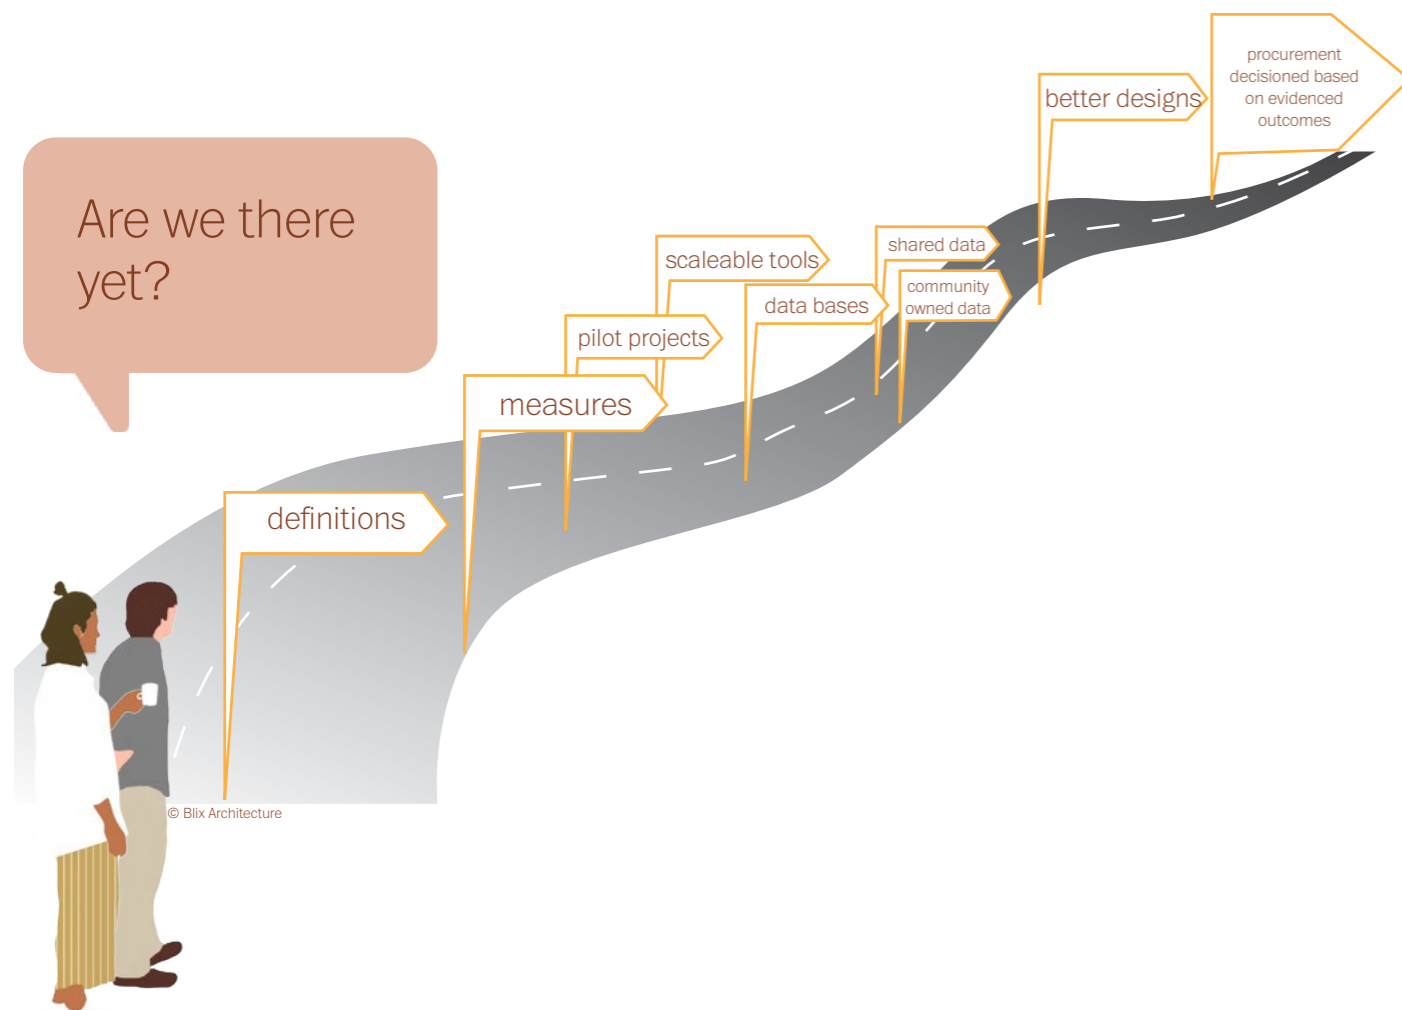 Are we there
yet?
definitions
measures
pilot projects
scaleable tools
data bases
shared data
community
owned data
better designs
procurement
decisioned based
on evidenced
outcomes
© Blix Architecture